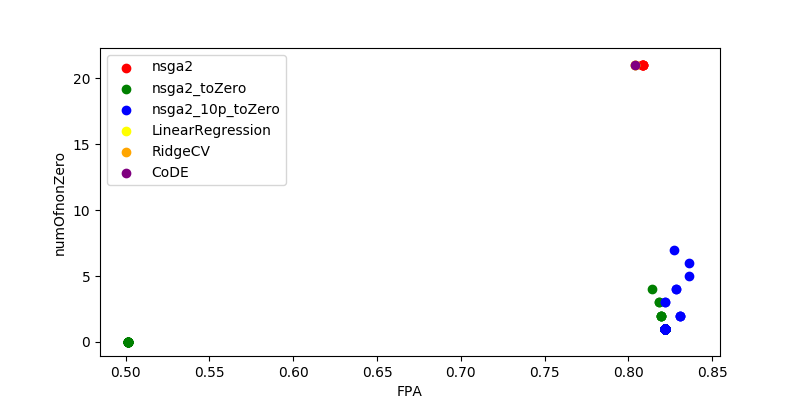 nsga2
nsga2_toZero
nsga2_10p_toZero
LinearRegression
RidgeCV
CoDE
numOfnonZero
20
15
10
5
0
0.50 0.55 0.60 0.65 0.70 0.75 0.80 0.85
FPA